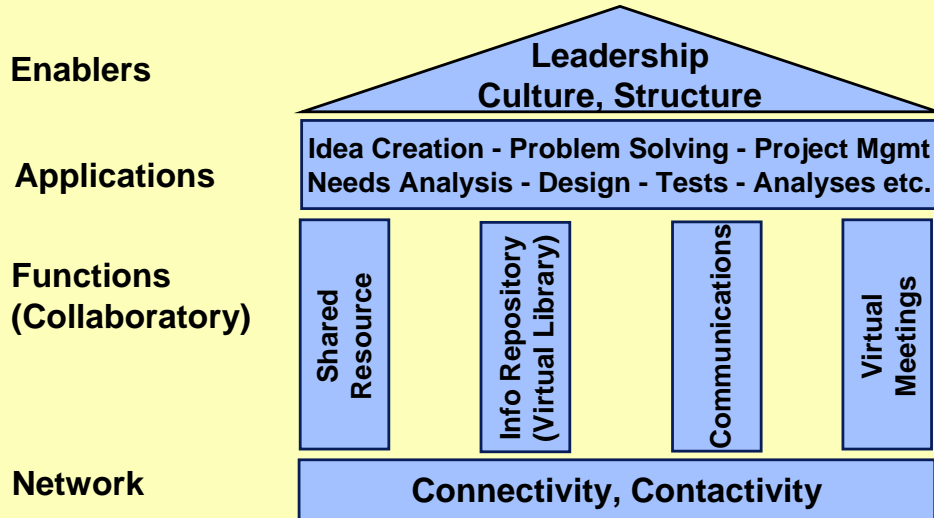 Enablers
Leadership
Culture, Structure
Applications
Idea Creation - Problem Solving - Project Mgmt
Needs Analysis - Design - Tests - Analyses etc.
Functions
(Collaboratory)
Shared
Resource
Info Repository
(Virtual Library)
Communications
Virtual
Meetings
Network
Connectivity, Contactivity